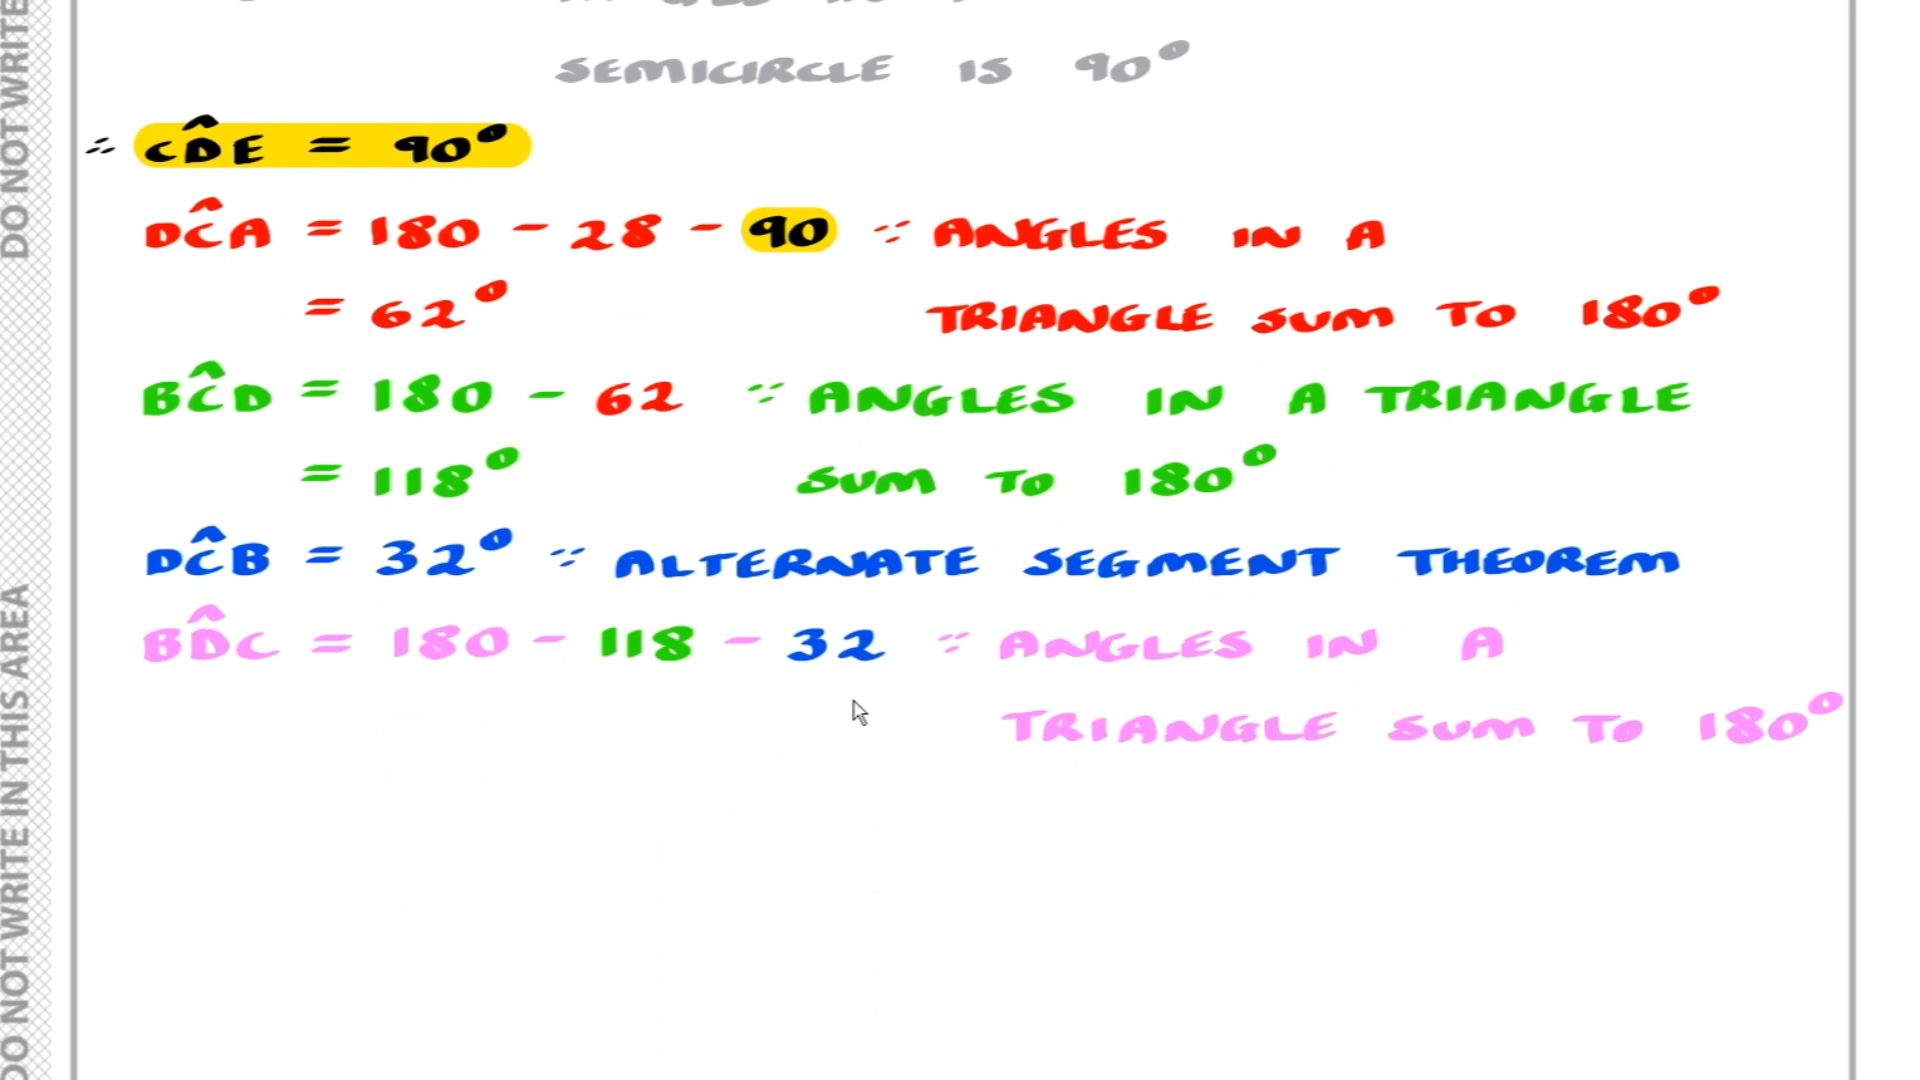 SEMICIRCLE IS 90°
∴ CD̂E = 90°
DĈA = 180 - 28 - 90 ∵ ANGLES IN A
= 62° TRIANGLE SUM TO 180°
BĈD = 180 - 62 ∵ ANGLES IN A TRIANGLE
= 118° SUM TO 180°
DĈB = 32° ∵ ALTERNATE SEGMENT THEOREM
BD̂C = 180 - 118 - 32 ∵ ANGLES IN A
TRIANGLE SUM TO 180°
DO NOT WRITE
DO NOT WRITE IN THIS AREA